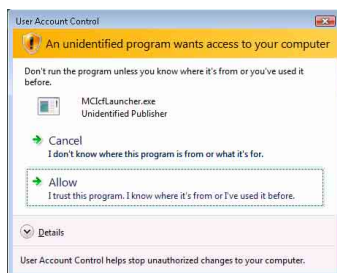 User Account Control
An unidentified program wants access to your computer
Don't run the program unless you know where it's from or you've used it
before.
MCIcfLauncher.exe
Unidentified Publisher
Cancel
I don't know where this program is from or what it's for.
Allow
I trust this program. I know where it's from or I've used it before.
Details
User Account Control helps stop unauthorized changes to your computer.